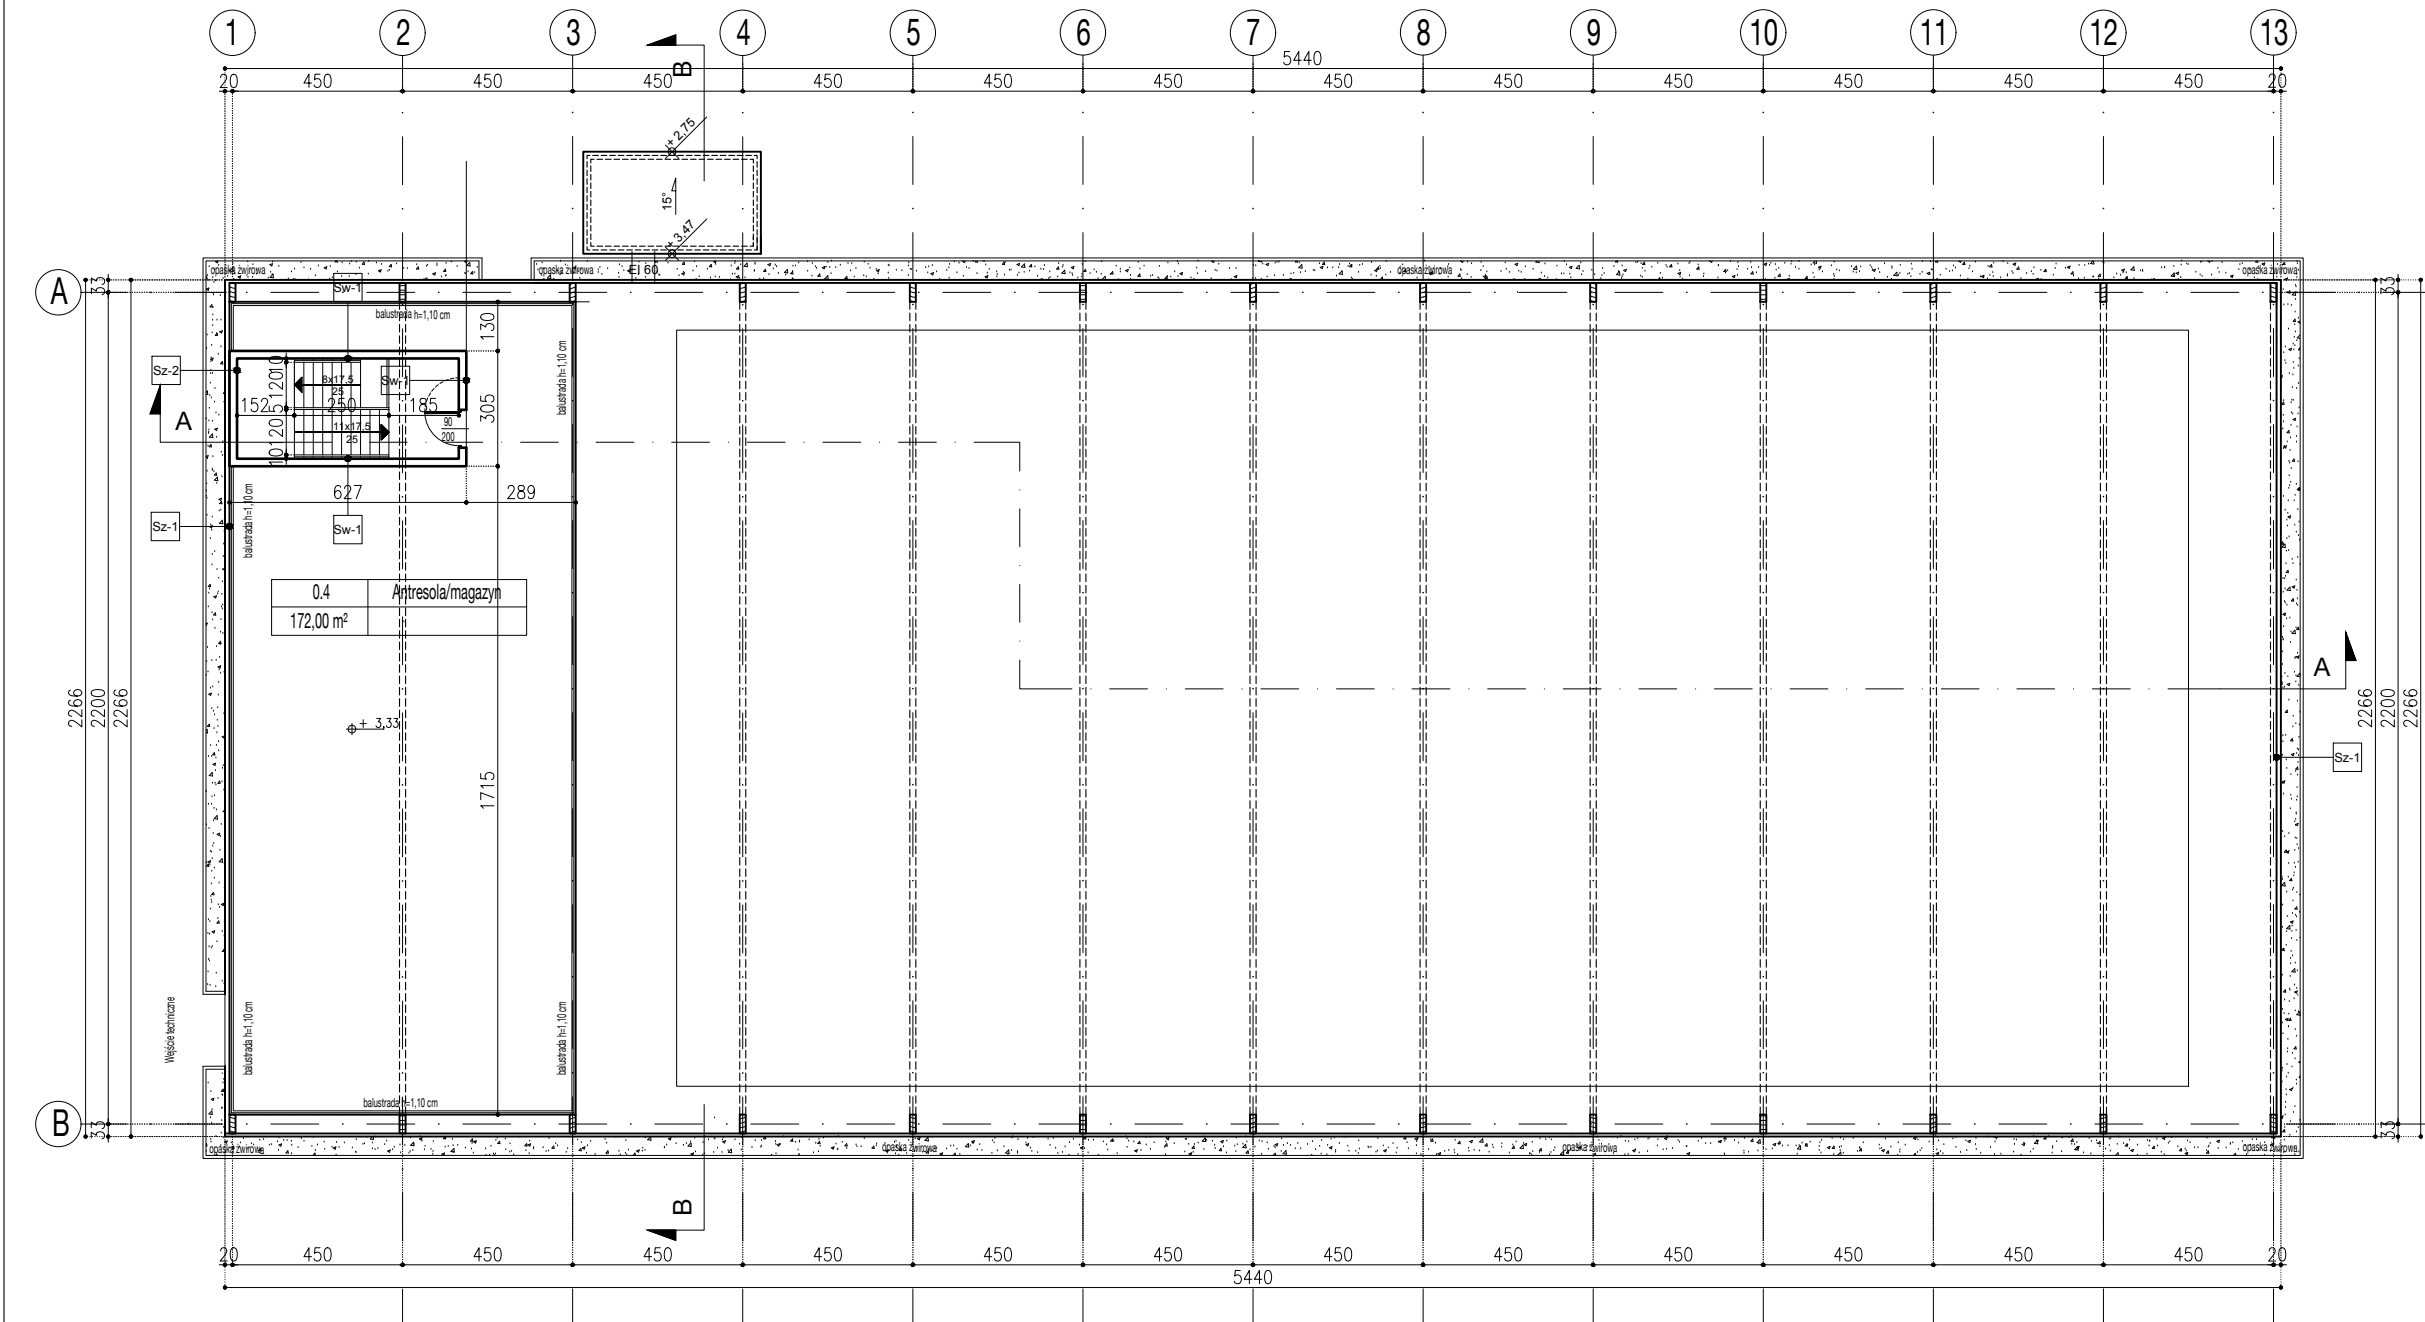 1 2 3 4 5 6 7 8 9 10 11 12 13
B
5440
20 450 450 450 450 450 450 450 450 450 450 450 450 20
+ 2,75
15°
+ 3,47
opaska żwirowa opaska żwirowa EI 60 opaska żwirowa opaska żwirowa
A 33 33
Sw-1
balustrada h=1,10 cm
130
balustrada h=1,10 cm
Sz-2
10
8x17,5
25
Sw-1
120
152 250 185
305
5
A
11x17,5
25
90
200
120
10
627 289
balustrada h=1,10 cm
Sz-1
Sw-1
0.4 Antresola/magazyn
172,00 m²
A
2266 2200 2266
+ 3,33
2266 2200 2266
Sz-1
1715
Wejście techniczne
balustrada h=1,10 cm
balustrada h=1,10 cm
balustrada h=1,10 cm
B 33 33
opaska żwirowa opaska żwirowa opaska żwirowa opaska żwirowa
B
20 450 450 450 450 450 450 450 450 450 450 450 450 20
5440